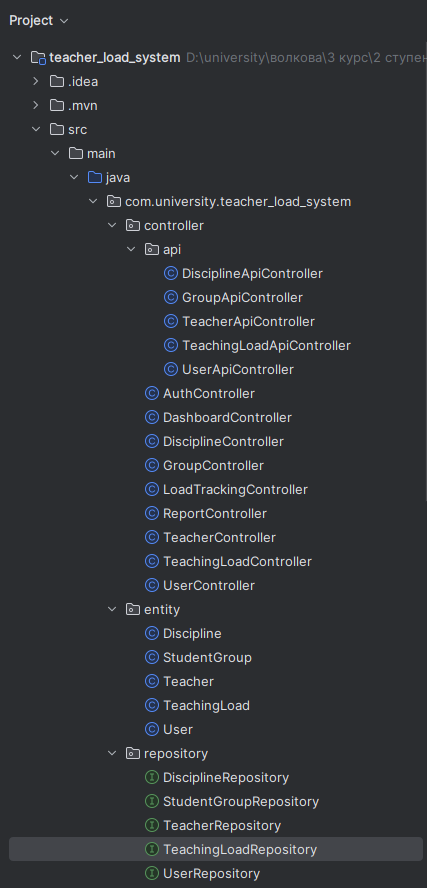 Project
teacher_load_system D:\university\волкова\3 курс\2 ступен
.idea
.mvn
src
main
java
com.university.teacher_load_system
controller
api
DisciplineApiController
GroupApiController
TeacherApiController
TeachingLoadApiController
UserApiController
AuthController
DashboardController
DisciplineController
GroupController
LoadTrackingController
ReportController
TeacherController
TeachingLoadController
UserController
entity
Discipline
StudentGroup
Teacher
TeachingLoad
User
repository
DisciplineRepository
StudentGroupRepository
TeacherRepository
TeachingLoadRepository
UserRepository